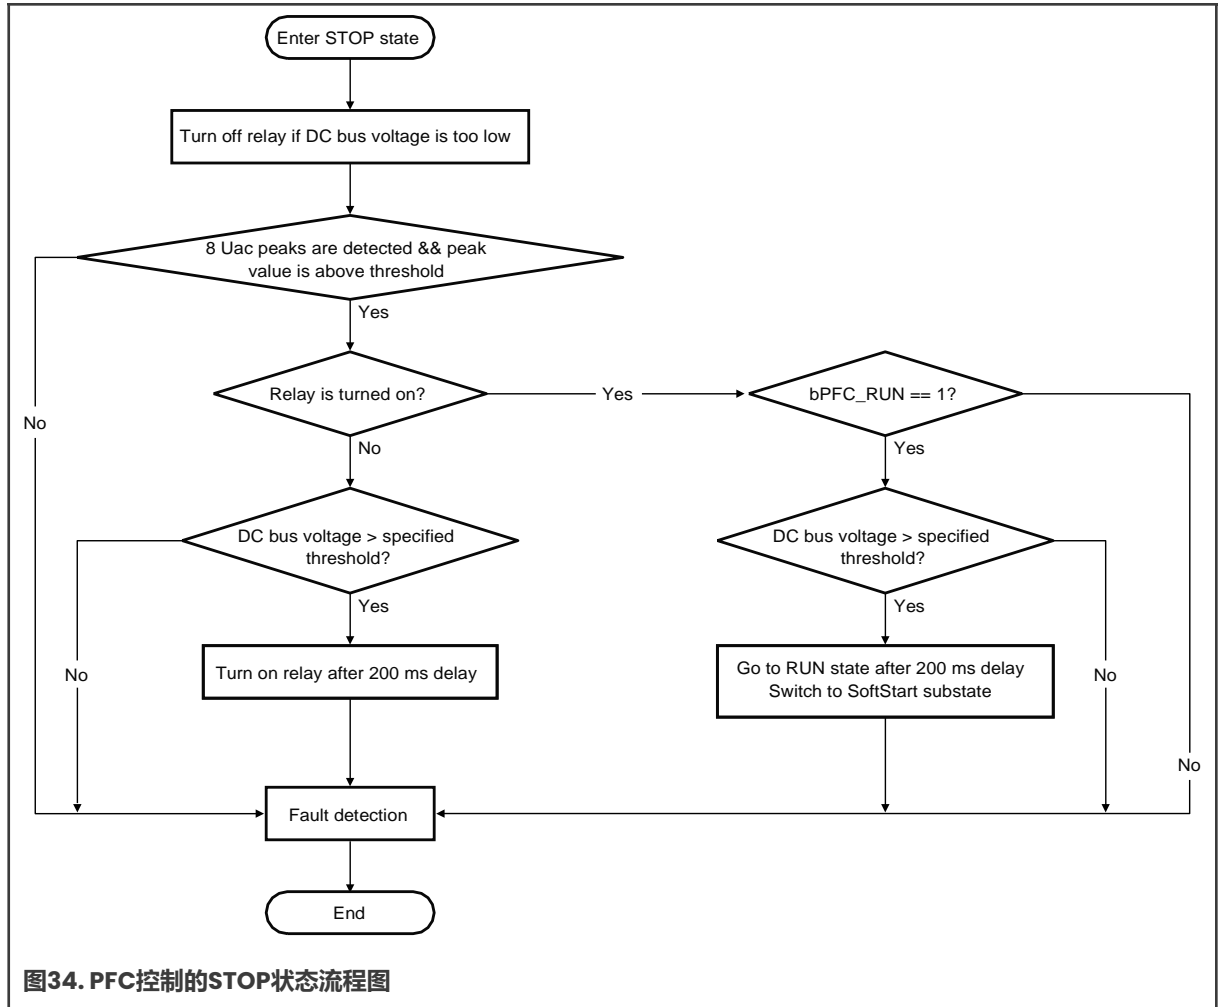 Enter STOP state
Turn off relay if DC bus voltage is too low
8 Uac peaks are detected && peak
value is above threshold
Yes
No
Relay is turned on?
Yes
bPFC_RUN == 1?
No
Yes
DC bus voltage > specified
threshold?
DC bus voltage > specified
threshold?
Yes
Yes
No
Turn on relay after 200 ms delay
Go to RUN state after 200 ms delay
Switch to SoftStart substate
No
No
Fault detection
End
图34. PFC控制的STOP状态流程图